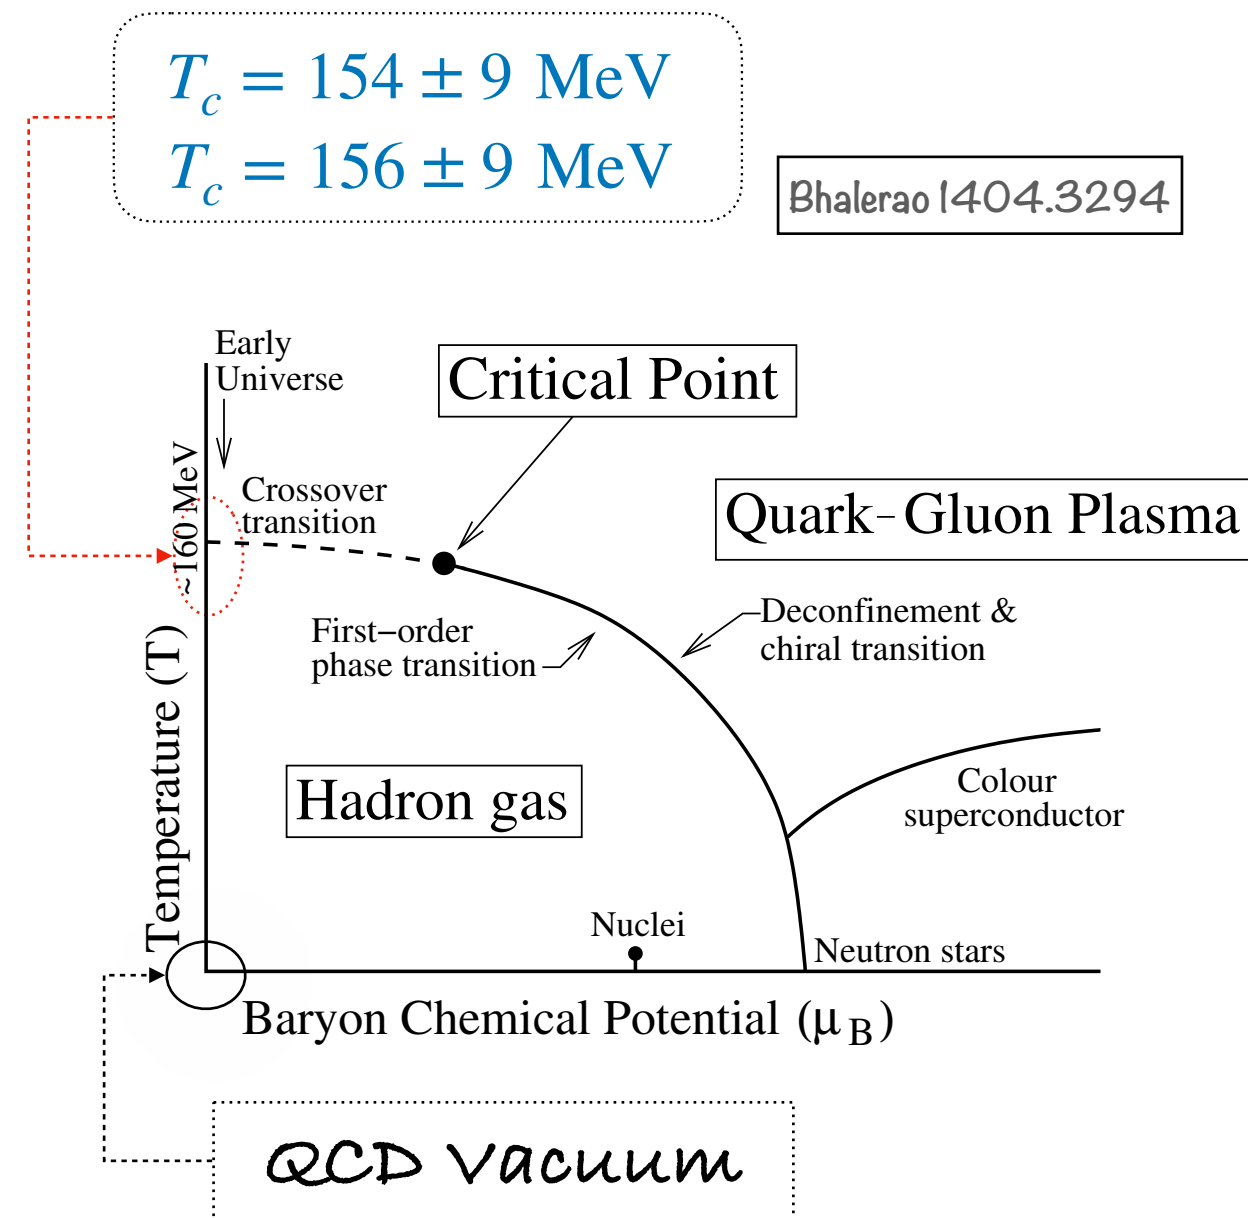 T_c = 154 ± 9 MeV
T_c = 156 ± 9 MeV
Bhalerao 1404.3294
Early
Universe
Critical Point
~160 MeV
Crossover
transition
Quark-Gluon Plasma
First-order
phase transition
Deconfinement &
chiral transition
Temperature (T)
Hadron gas
Colour
superconductor
Nuclei
Neutron stars
Baryon Chemical Potential (μ_B)
QCD Vacuum